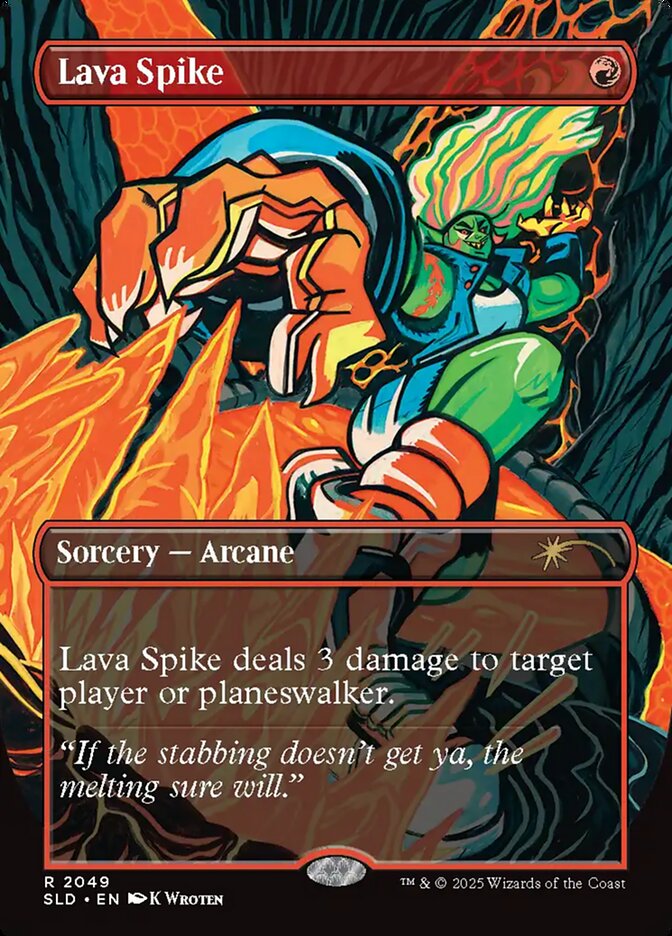 Lava Spike
Sorcery — Arcane
Lava Spike deals 3 damage to target
player or planeswalker.
“If the stabbing doesn’t get ya, the
melting sure will.”
R 2049
SLD • EN K Wroten
™ & © 2025 Wizards of the Coast